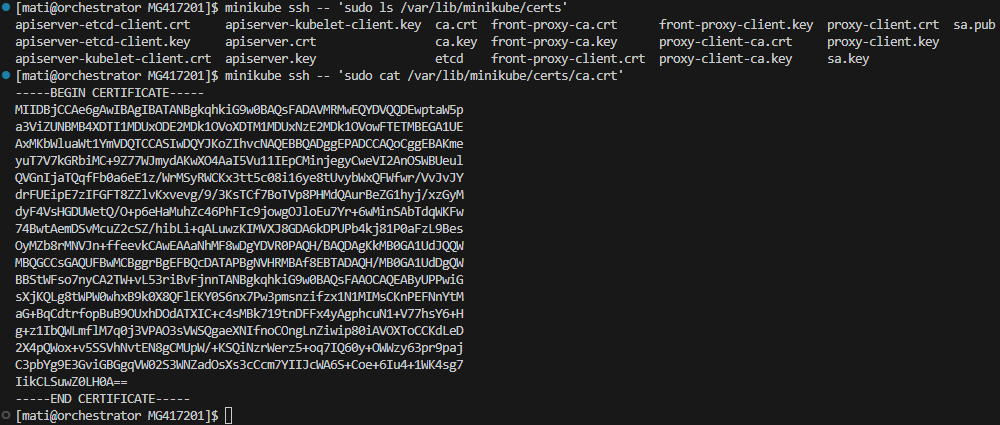 [mati@orchestrator MG417201]$ minikube ssh -- 'sudo ls /var/lib/minikube/certs'
apiserver-etcd-client.crt apiserver-kubelet-client.key ca.crt front-proxy-ca.crt front-proxy-client.key proxy-client.crt sa.pub
apiserver-etcd-client.key apiserver.crt ca.key front-proxy-ca.key proxy-client-ca.crt proxy-client.key
apiserver-kubelet-client.crt apiserver.key etcd front-proxy-client.crt proxy-client-ca.key sa.key
[mati@orchestrator MG417201]$ minikube ssh -- 'sudo cat /var/lib/minikube/certs/ca.crt'
-----BEGIN CERTIFICATE-----
MIIDBjCCAe6gAwIBAgIBATANBgkqhkiG9w0BAQsFADAVMRMwEQYDVQQDEwptaW5p
a3ViZUNBMB4XDTI1MDUxODE2MDk1OVoXDTM1MDUxNzE2MDk1OVowFTETMBEGA1UE
AxMKbWluaWt1YmVDQTCCASIwDQYJKoZIhvcNAQEBBQADggEPADCCAQoCggEBAKme
yuT7V7kGRbiMC+9Z77WJmydAKwXO4AaI5Vu11IEpCMinjegyCweVI2AnOSWBUeul
QVGnIjaTQqfFb0a6eE1z/WrMSyRWCKx3tt5c08i16ye8tUvybWxQFWfwr/VvJvJY
drFUEipE7zIFGFT8ZZlvKxvevg/9/3KsTCf7BoTVp8PHMdQAurBeZG1hyj/xzGyM
dyF4VsHGDUWetQ/O+p6eHaMuhZc46PhFIc9jowgOJloEu7Yr+6wMinSAbTdqWKFw
74BwtAemDSvMcuZ2cSZ/hibLi+qALuwzKIMVXJ8GDA6kDPUPb4kj81P0aFzL9Bes
OyMZb8rMNVJn+ffeevkCAwEAAaNhMF8wDgYDVR0PAQH/BAQDAgKkMB0GA1UdJQQW
MBQGCCsGAQUFBwMCBggrBgEFBQcDATAPBgNVHRMBAf8EBTADAQH/MB0GA1UdDgQW
BBStWFso7nyCA2TW+vL53riBvFjnnTANBgkqhkiG9w0BAQsFAAOCAQEAByUPPwiG
sXjKQLg8tWPW0whxB9k0X8QFlEKY0S6nx7Pw3pmsnzifzx1N1MIMsCKnPEFNnYtM
aG+BqCdtrfopBuB9OUxhDOdATXIC+c4sMBk719tnDFFx4yAgphcuN1+V77hsY6+H
g+z1IbQWLmflM7q0j3VPAO3sVWSQgaeXNIfnoCOngLnZiwip80iAVOXToCCKdLeD
2X4pQWox+v5SSVhNvtEN8gCMUpW/+KSQiNzrWerz5+oq7IQ60y+OWWzy63pr9paj
C3pbYg9E3GviGBGgqVW02S3WNZadOsXs3cCcm7YIIJcWA6S+Coe+6Iu4+1WK4sg7
IikCLSuwZ0LH0A==
-----END CERTIFICATE-----
[mati@orchestrator MG417201]$